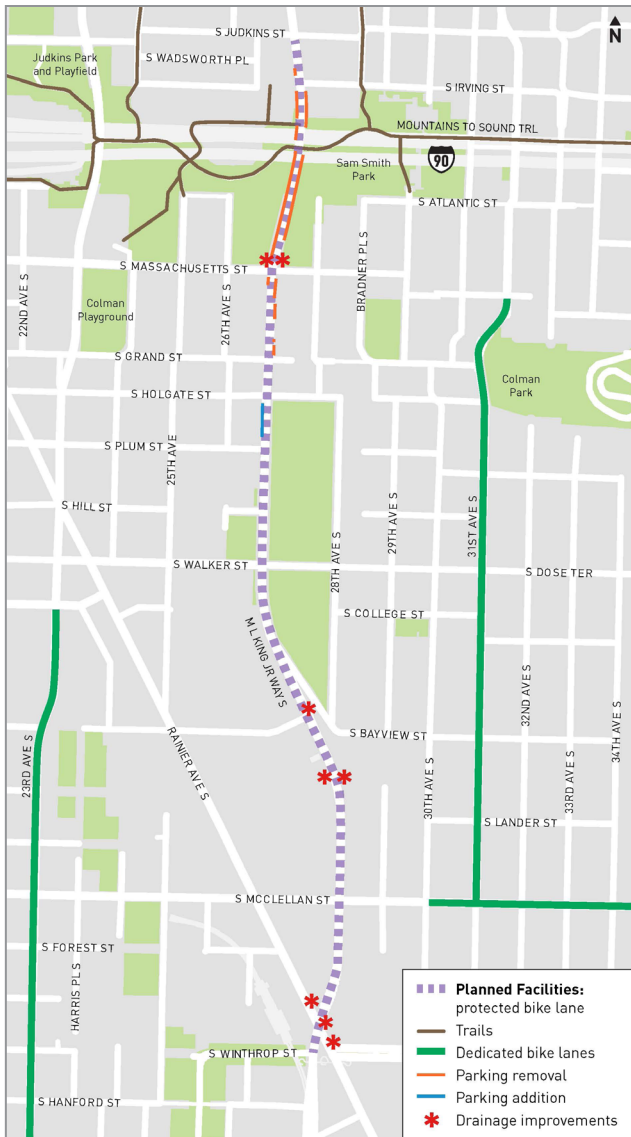 S JUDKINS ST
N
Judkins Park
and Playfield
S WADSWORTH PL
S IRVING ST
MOUNTAINS TO SOUND TRL
90
Sam Smith
Park
S ATLANTIC ST
S MASSACHUSETTS ST
BRADNER PL S
22ND AVE S
Colman
Playground
26TH AVE S
S GRAND ST
Colman
Park
S HOLGATE ST
S PLUM ST
25TH AVE
S HILL ST
29TH AVE S
31ST AVE S
28TH AVE S
S WALKER ST
S DOSE TER
S COLLEGE ST
M L KING JR WAY S
32ND AVE S
S BAYVIEW ST
34TH AVE S
23RD AVE S
RAINIER AVE S
30TH AVE S
33RD AVE S
S LANDER ST
S MCCLELLAN ST
S FOREST ST
HARRIS PL S
S WINTHROP ST
S HANFORD ST
Planned Facilities:
protected bike lane
Trails
Dedicated bike lanes
Parking removal
Parking addition
Drainage improvements